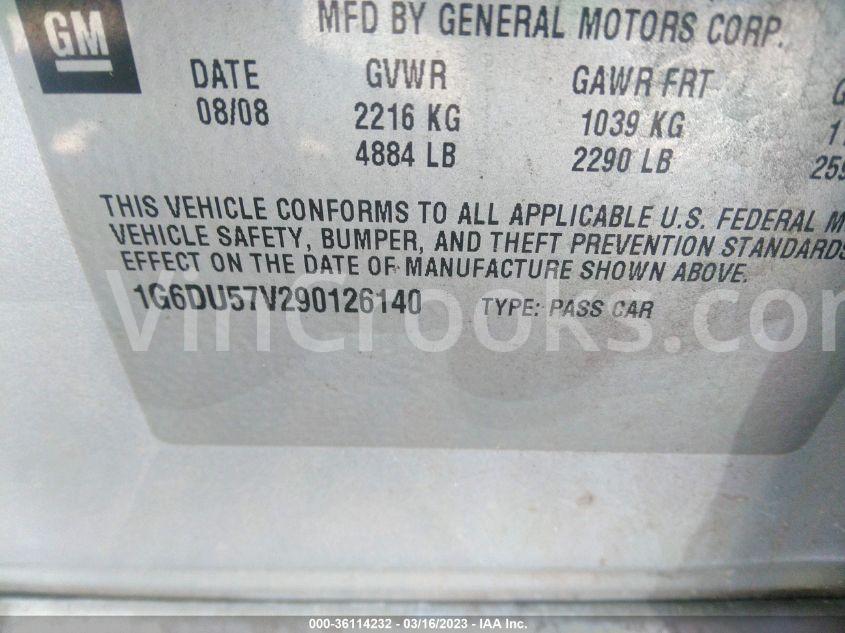 GM
MFD BY GENERAL MOTORS CORP.
DATE GVWR GAWR FRT
08/08 2216 KG 1039 KG
4884 LB 2290 LB 259
THIS VEHICLE CONFORMS TO ALL APPLICABLE U.S. FEDERAL M
VEHICLE SAFETY, BUMPER, AND THEFT PREVENTION STANDARDS
EFFECT ON THE DATE OF MANUFACTURE SHOWN ABOVE.
1G6DU57V290126140 TYPE: PASS CAR
VinCrooks.com
000-36114232 - 03/16/2023 - IAA Inc.